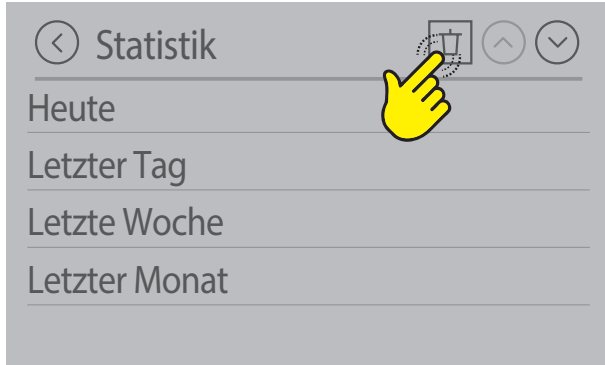 Statistik
Heute
Letzter Tag
Letzte Woche
Letzter Monat